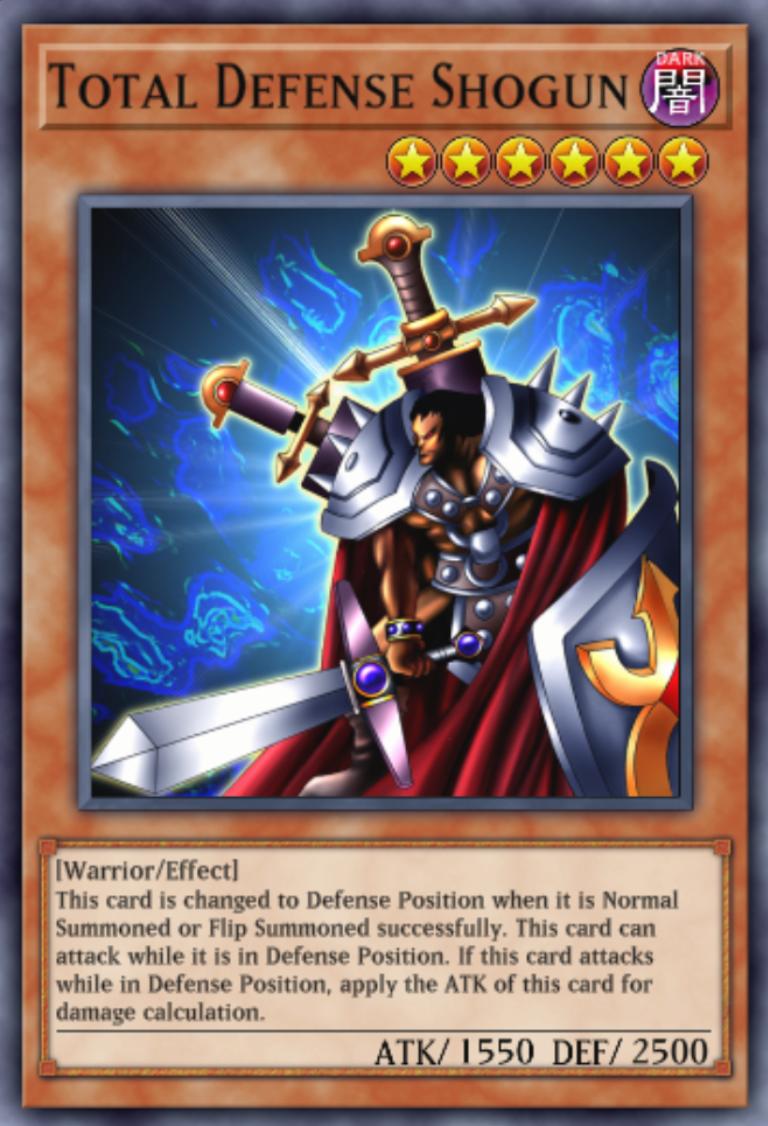 TOTAL DEFENSE SHOGUN
DARK
闇
[Warrior/Effect]
This card is changed to Defense Position when it is Normal
Summoned or Flip Summoned successfully. This card can
attack while it is in Defense Position. If this card attacks
while in Defense Position, apply the ATK of this card for
damage calculation.
ATK/ 1550 DEF/ 2500